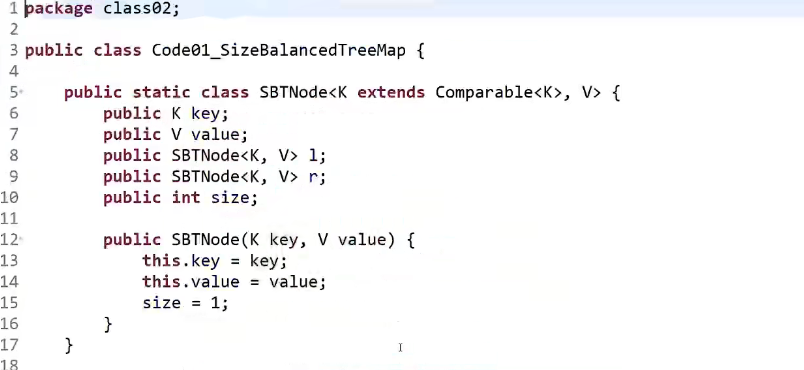 1 package class02;
2
3 public class Code01_SizeBalancedTreeMap {
4
5     public static class SBTNode<K extends Comparable<K>, V> {
6         public K key;
7         public V value;
8         public SBTNode<K, V> l;
9         public SBTNode<K, V> r;
10         public int size;
11
12         public SBTNode(K key, V value) {
13             this.key = key;
14             this.value = value;
15             size = 1;
16         }
17     }
18